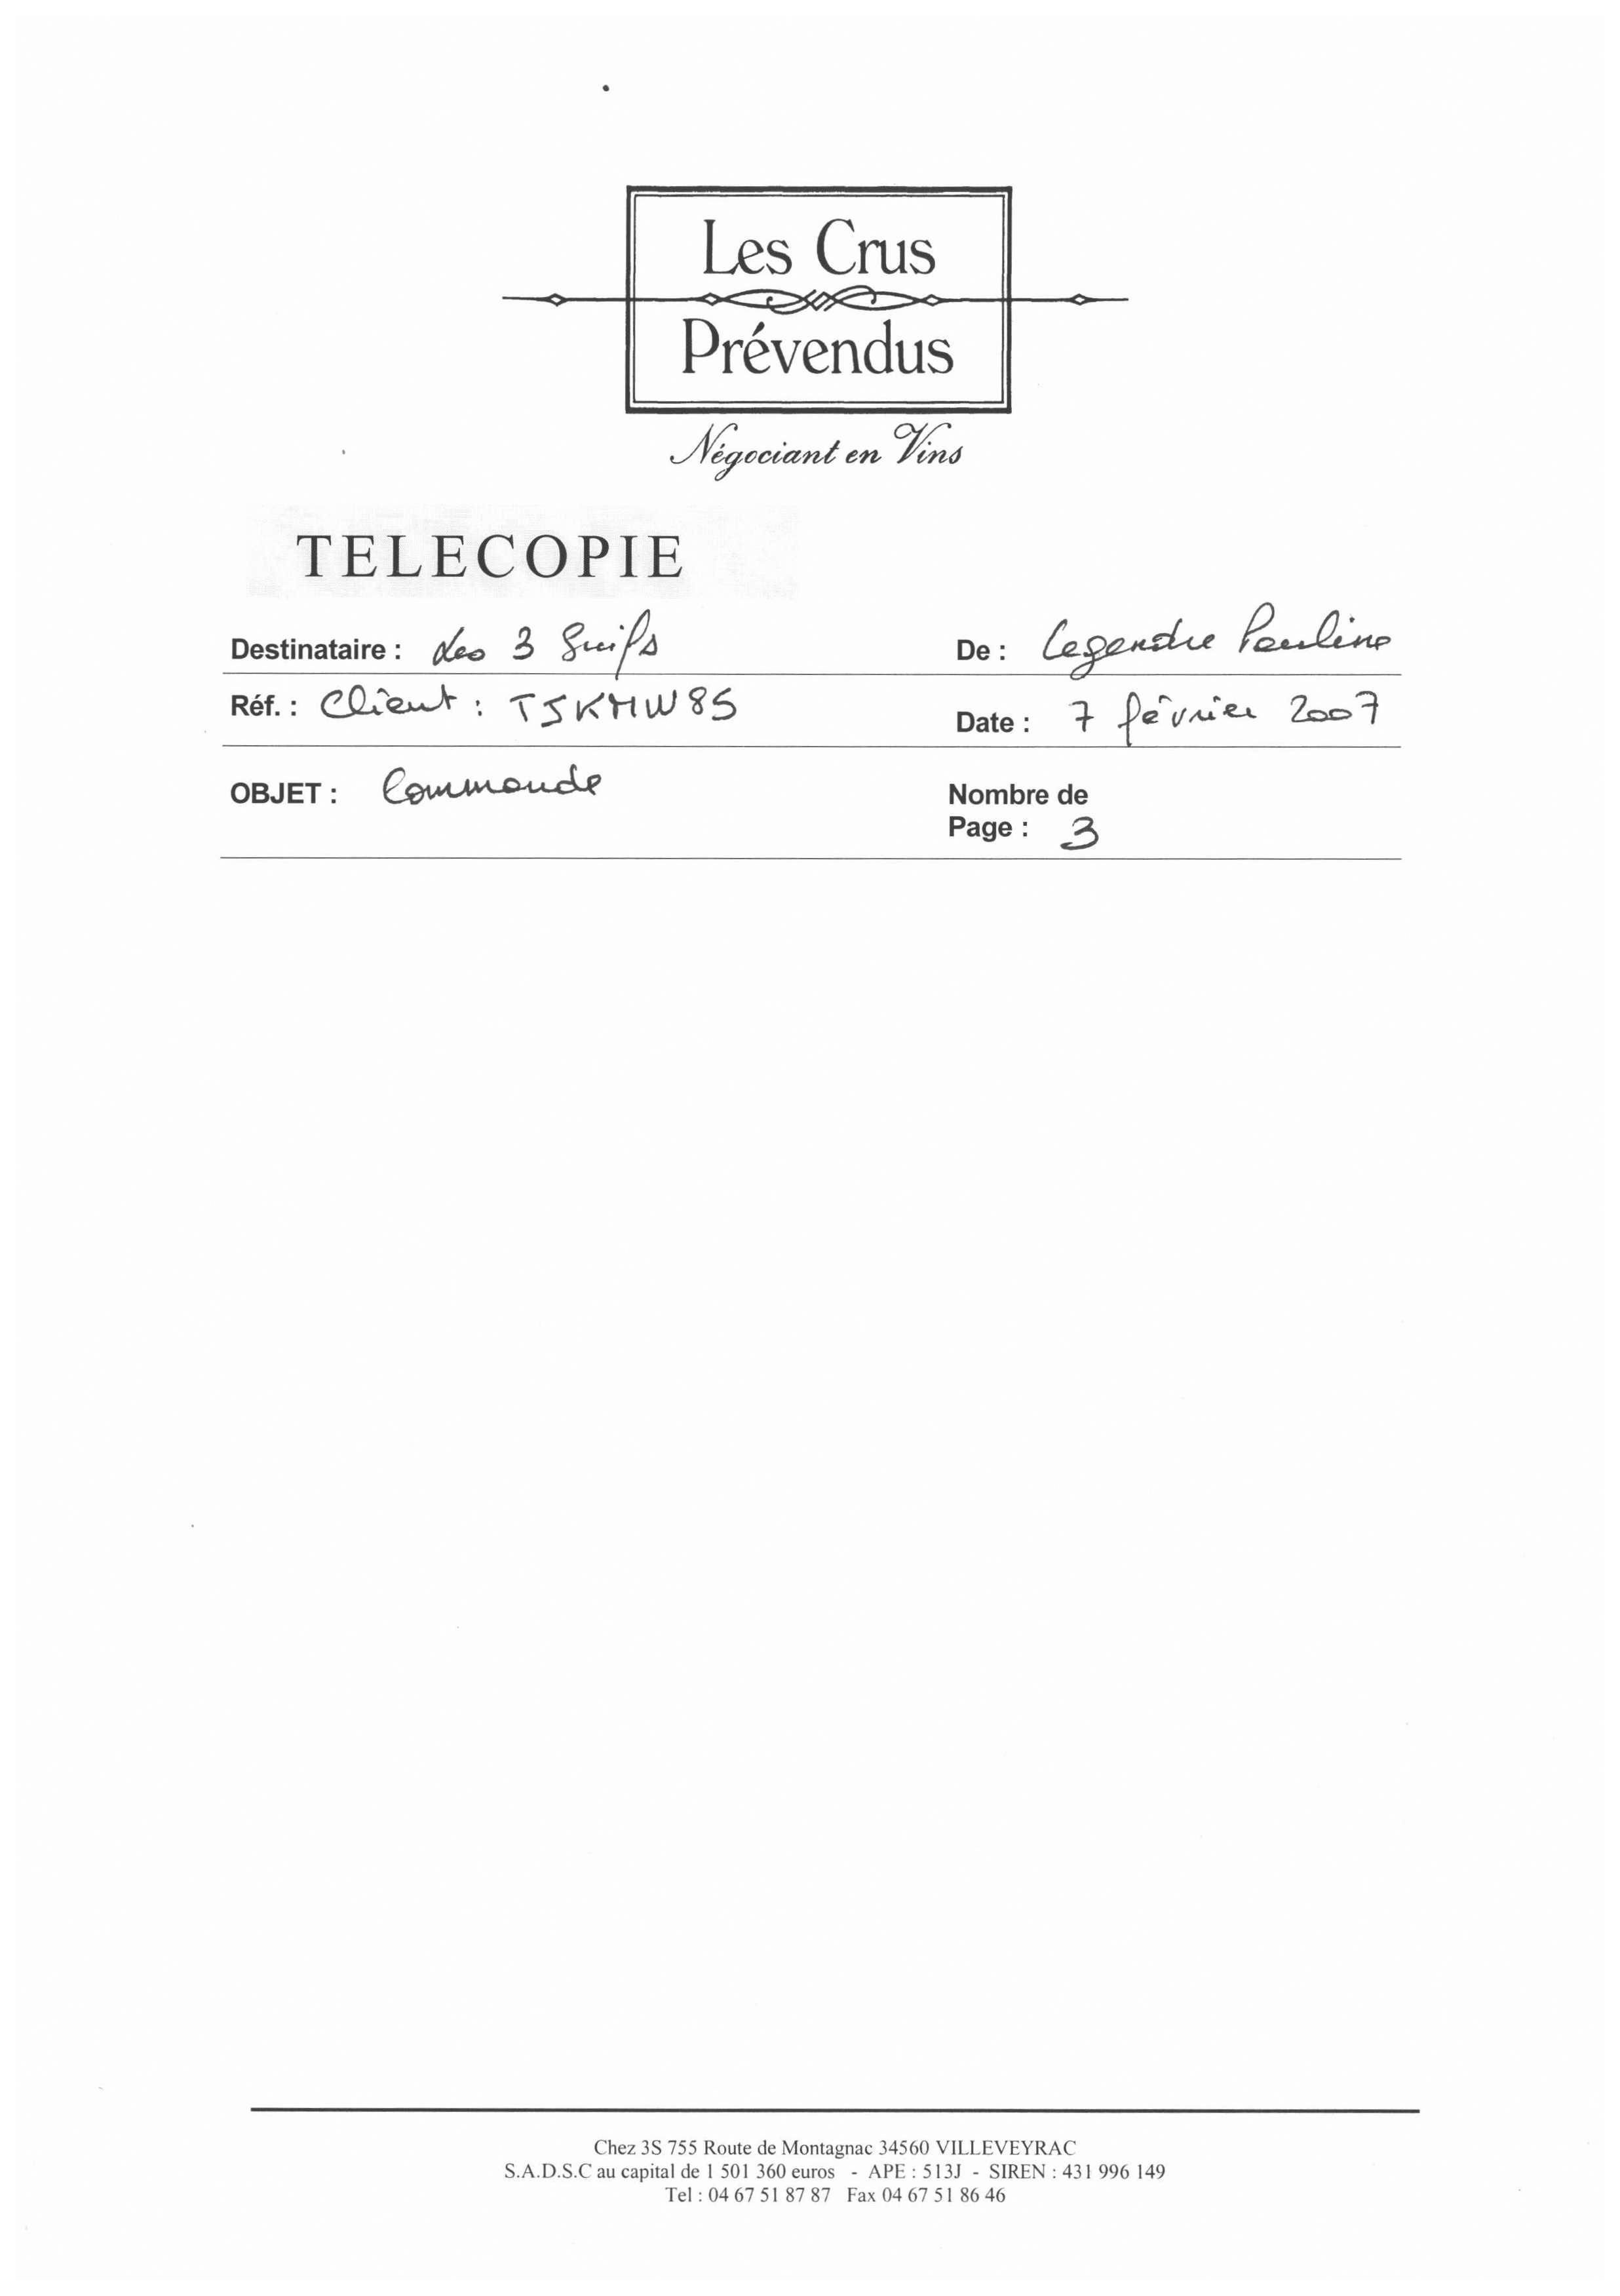 Les Crus
Prévendus
Négociant en Vins
TELECOPIE
Destinataire : Les 3 De : Legendre Pauline
Réf. : Client : TSKMW85 Date : 7 février 2007
OBJET : Commande Nombre de
Page : 3
Chez 3S 755 Route de Montagnac 34560 VILLEVEYRAC
S.A.D.S.C au capital de 1 501 360 euros - APE : 513J - SIREN : 431 996 149
Tel : 04 67 51 87 87 Fax 04 67 51 86 46